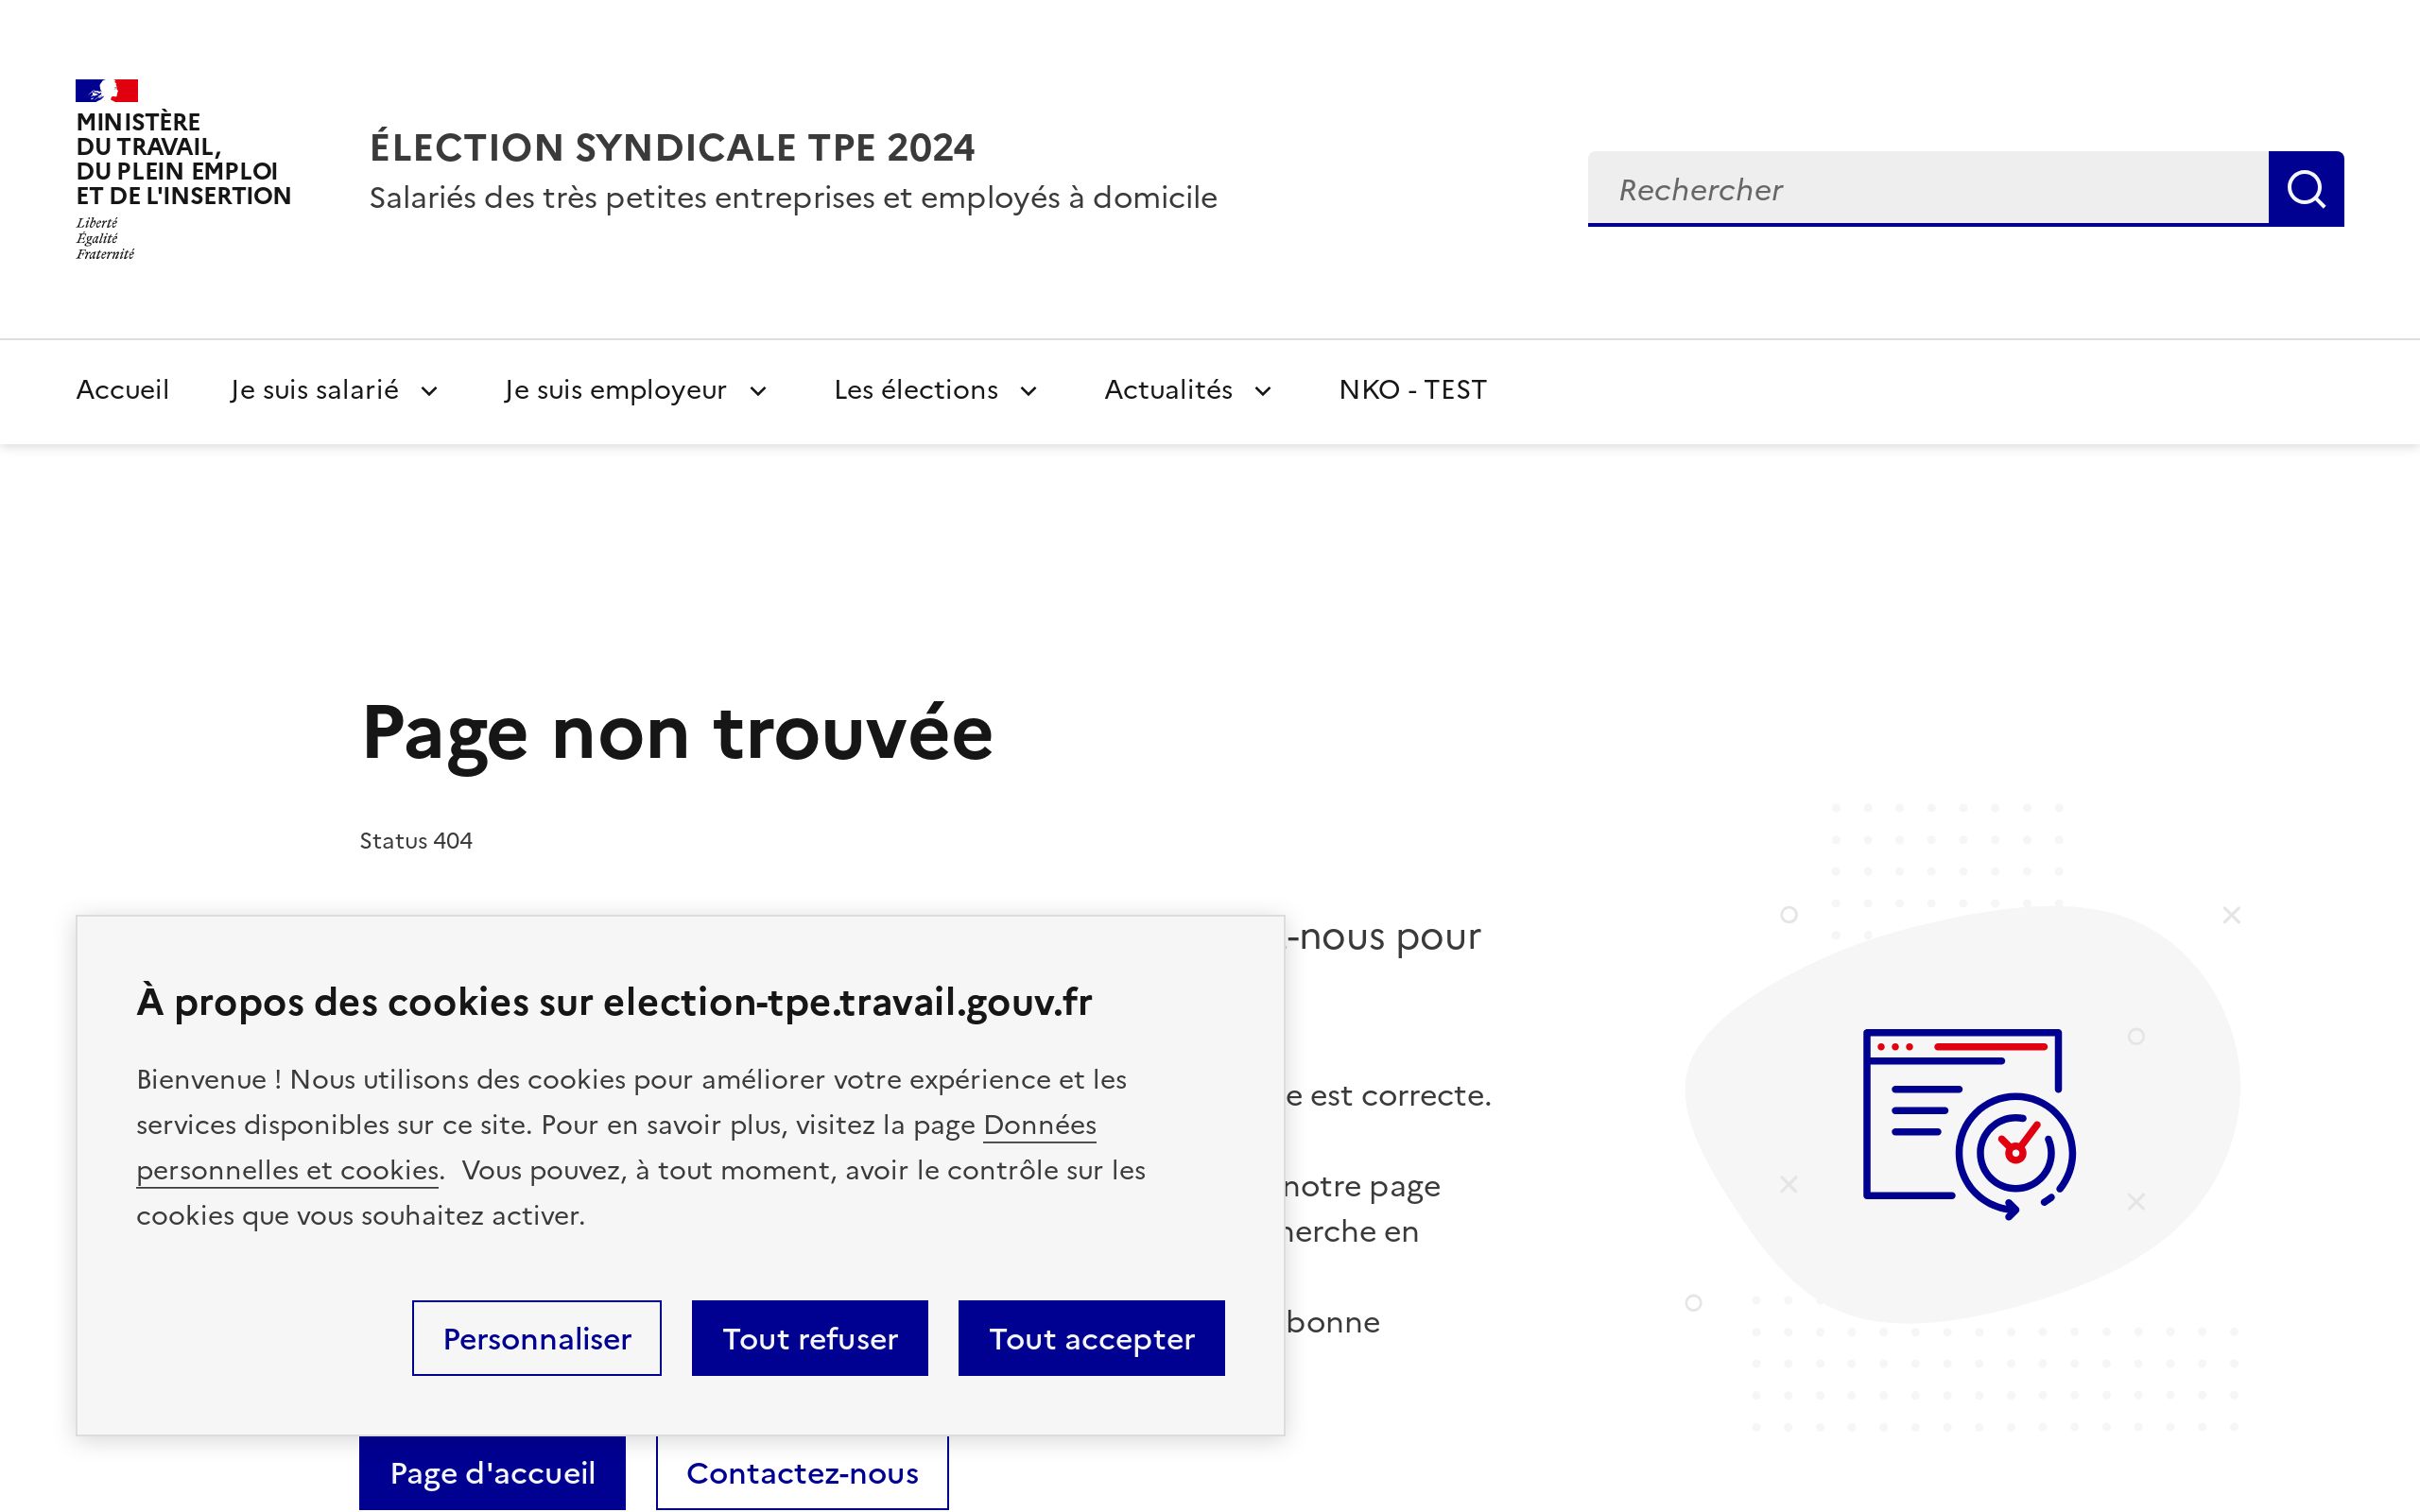 MINISTÈRE
DU TRAVAIL,
DU PLEIN EMPLOI
ET DE L'INSERTION
Liberté
Égalité
Fraternité
ÉLECTION SYNDICALE TPE 2024
Salariés des très petites entreprises et employés à domicile
Rechercher
Accueil
Je suis salarié
Je suis employeur
Les élections
Actualités
NKO - TEST
Page non trouvée
Status 404
-nous pour
e est correcte.
notre page
herche en
bonne
À propos des cookies sur election-tpe.travail.gouv.fr
Bienvenue ! Nous utilisons des cookies pour améliorer votre expérience et les
services disponibles sur ce site. Pour en savoir plus, visitez la page Données
personnelles et cookies.  Vous pouvez, à tout moment, avoir le contrôle sur les
cookies que vous souhaitez activer.
Personnaliser
Tout refuser
Tout accepter
Page d'accueil
Contactez-nous